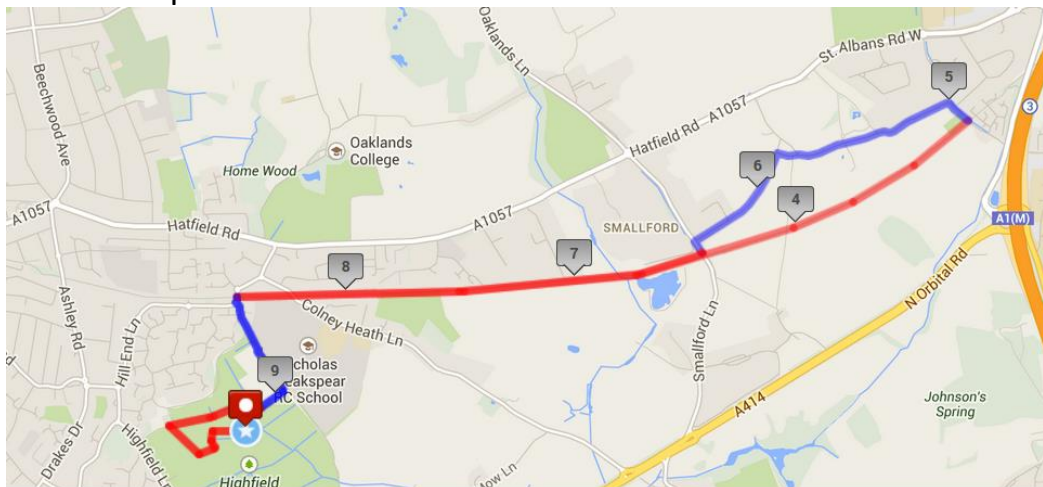 Oaklands Ln
St. Albans Rd W
Beechwood Ave
5
3
Oaklands
College
Hatfield Rd A1057
Home Wood
6
A1057
4
A1(M)
Hatfield Rd
A1057
SMALLFORD
7
8
N Orbital Rd
Ashley Rd
Hill End Ln
Colney Heath Ln
Smallford Ln
9
RC School
A414
Johnson's
Spring
Drakes Dr
Highfield Ln
Highfield